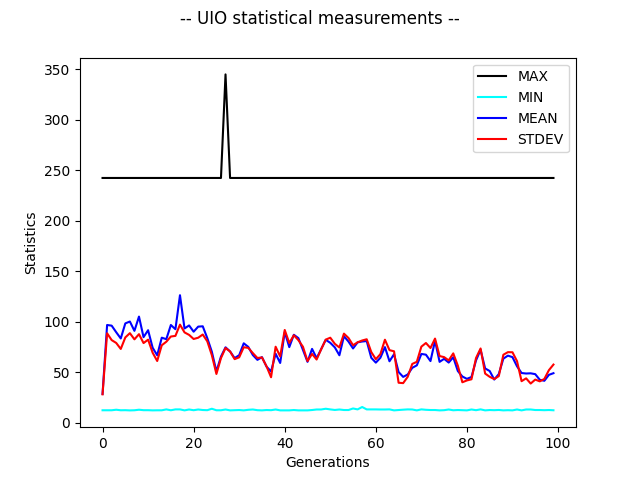 -- UIO statistical measurements --
MAX
MIN
MEAN
STDEV
350
300
250
200
150
100
50
0
Statistics
0
20
40
60
80
100
Generations